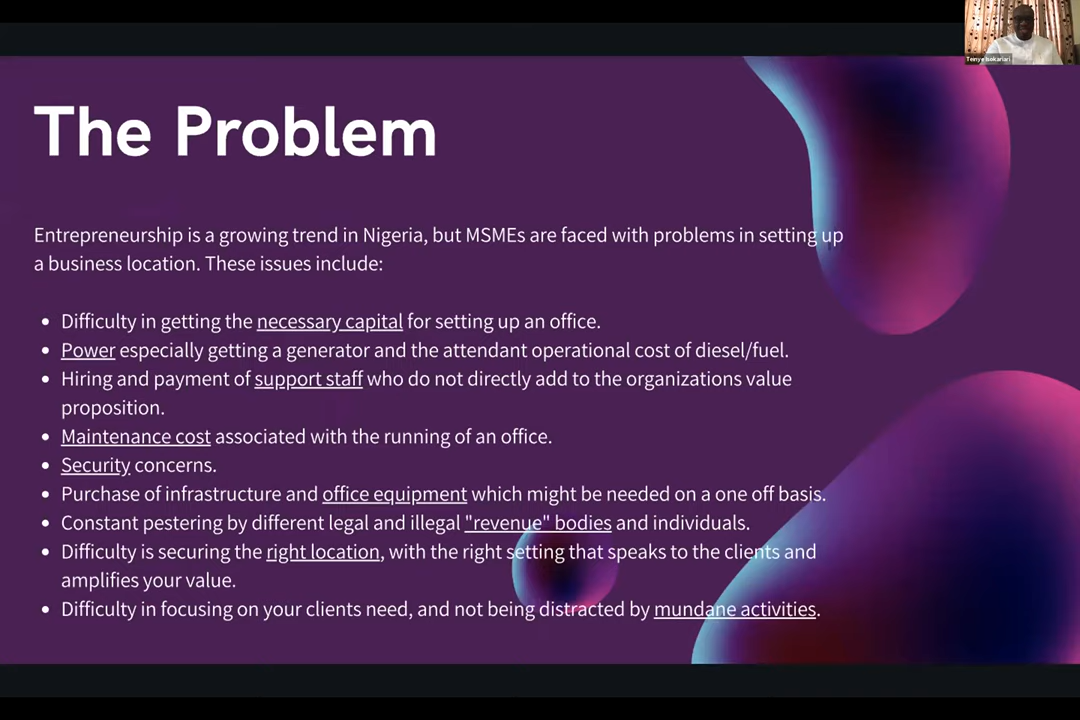 Teinye Isokariari
The Problem
Entrepreneurship is a growing trend in Nigeria, but MSMEs are faced with problems in setting up
a business location. These issues include:
• Difficulty in getting the necessary capital for setting up an office.
• Power especially getting a generator and the attendant operational cost of diesel/fuel.
• Hiring and payment of support staff who do not directly add to the organizations value
proposition.
• Maintenance cost associated with the running of an office.
• Security concerns.
• Purchase of infrastructure and office equipment which might be needed on a one off basis.
• Constant pestering by different legal and illegal "revenue" bodies and individuals.
• Difficulty is securing the right location, with the right setting that speaks to the clients and
amplifies your value.
• Difficulty in focusing on your clients need, and not being distracted by mundane activities.